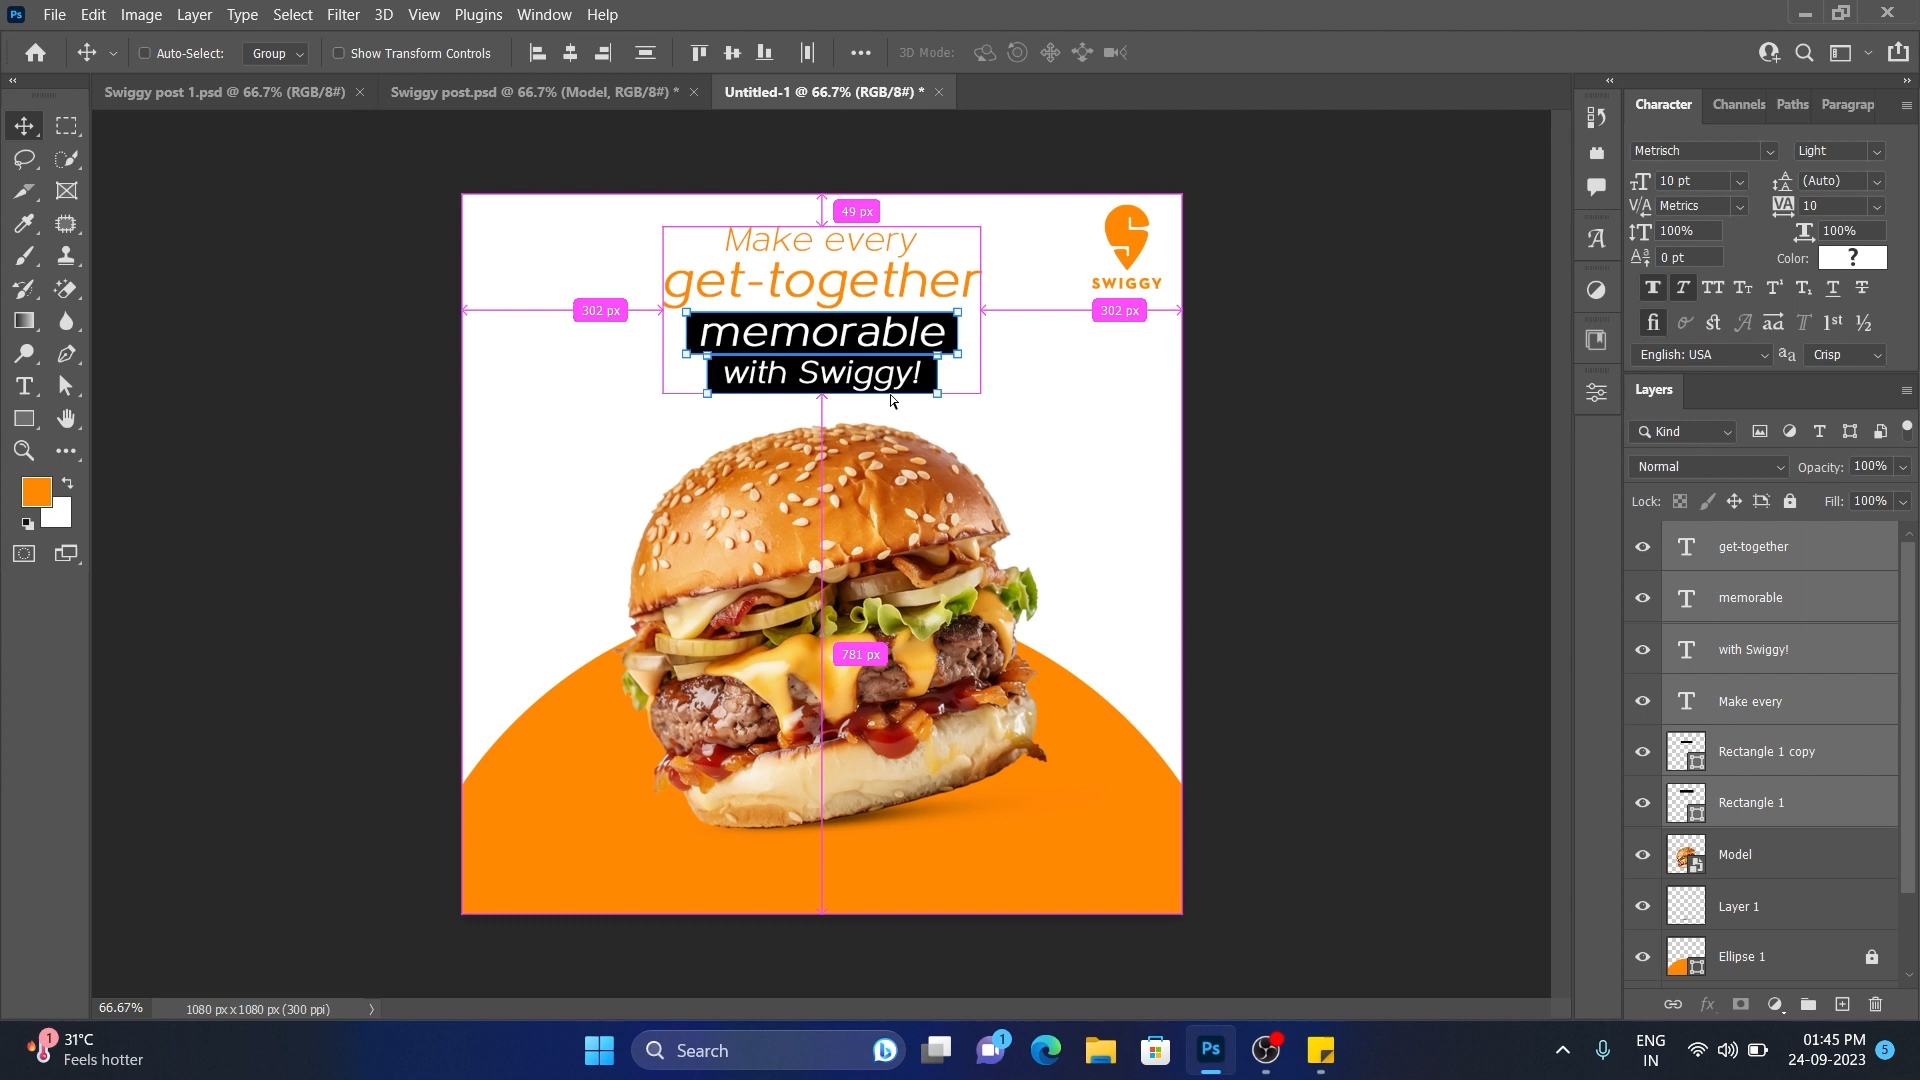 Ps File Edit Image Layer Type Select Filter 3D View Plugins Window Help
Auto-Select: Group Show Transform Controls 3D Mode:
Swiggy post 1.psd @ 66.7% (RGB/8#) Swiggy post.psd @ 66.7% (Model, RGB/8#) * Untitled-1 @ 66.7% (RGB/8#) *
Character Channels Paths Paragrap
Metrisch Light
10 pt (Auto)
Metrics 10
100% 100%
0 pt Color: ?
English: USA Crisp
Layers
Kind
Normal Opacity: 100%
Lock: Fill: 100%
get-together
memorable
with Swiggy!
Make every
Rectangle 1 copy
Rectangle 1
Model
Layer 1
Ellipse 1
49 px
Make every
get-together
memorable
with Swiggy!
SWIGGY
302 px
302 px
781 px
66.67% 1080 px x 1080 px (300 ppi)
1
31°C
Feels hotter
Search
1
Ps
ENG
IN
01:45 PM
24-09-2023
5